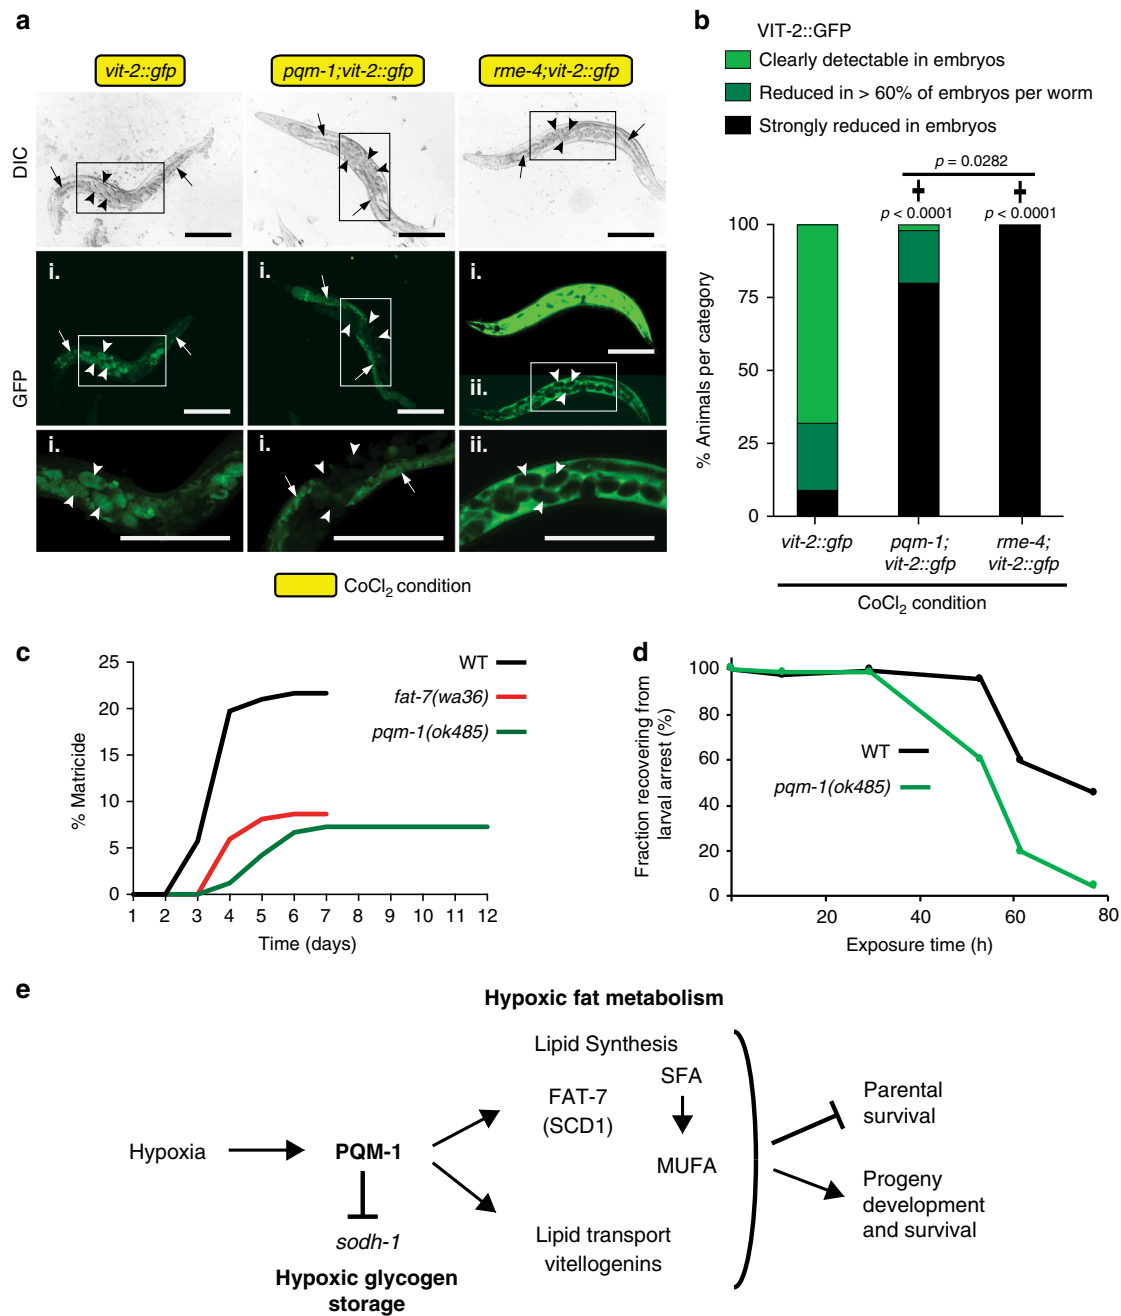 a
vit-2::gfp
pqm-1;vit-2::gfp
rme-4;vit-2::gfp
DIC
GFP
i.
i.
i.
ii.
i.
i.
ii.
CoCl2 condition
b
VIT-2::GFP
Clearly detectable in embryos
Reduced in > 60% of embryos per worm
Strongly reduced in embryos
p = 0.0282
p < 0.0001
p < 0.0001
% Animals per category
100
75
50
25
0
vit-2::gfp
pqm-1;
vit-2::gfp
rme-4;
vit-2::gfp
CoCl2 condition
c
% Matricide
25
20
15
10
5
0
1 2 3 4 5 6 7 8 9 10 11 12
Time (days)
WT
fat-7(wa36)
pqm-1(ok485)
d
Fraction recovering from
larval arrest (%)
100
80
60
40
20
0
20 40 60 80
Exposure time (h)
WT
pqm-1(ok485)
e
Hypoxic fat metabolism
Lipid Synthesis
SFA
FAT-7
(SCD1)
MUFA
Hypoxia
PQM-1
sodh-1
Hypoxic glycogen
storage
Lipid transport
vitellogenins
Parental
survival
Progeny
development
and survival